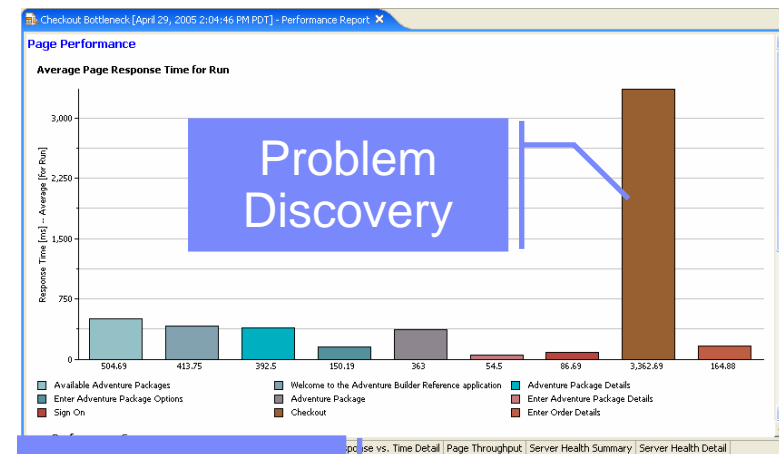 Checkout Bottleneck [April 29, 2005 2:04:46 PM PDT] - Performance Report
Page Performance
Average Page Response Time for Run
Response Time [ms] -- Average [for Run]
3,000
2,250
1,500
750
0
Problem
Discovery
504.69 413.75 392.5 150.19 363 54.5 86.69 3,362.69 164.88
Available Adventure Packages Welcome to the Adventure Builder Reference application Adventure Package Details
Enter Adventure Package Options Adventure Package Enter Adventure Package Details
Sign On Checkout Enter Order Details
vs. Time Detail Page Throughput Server Health Summary Server Health Detail